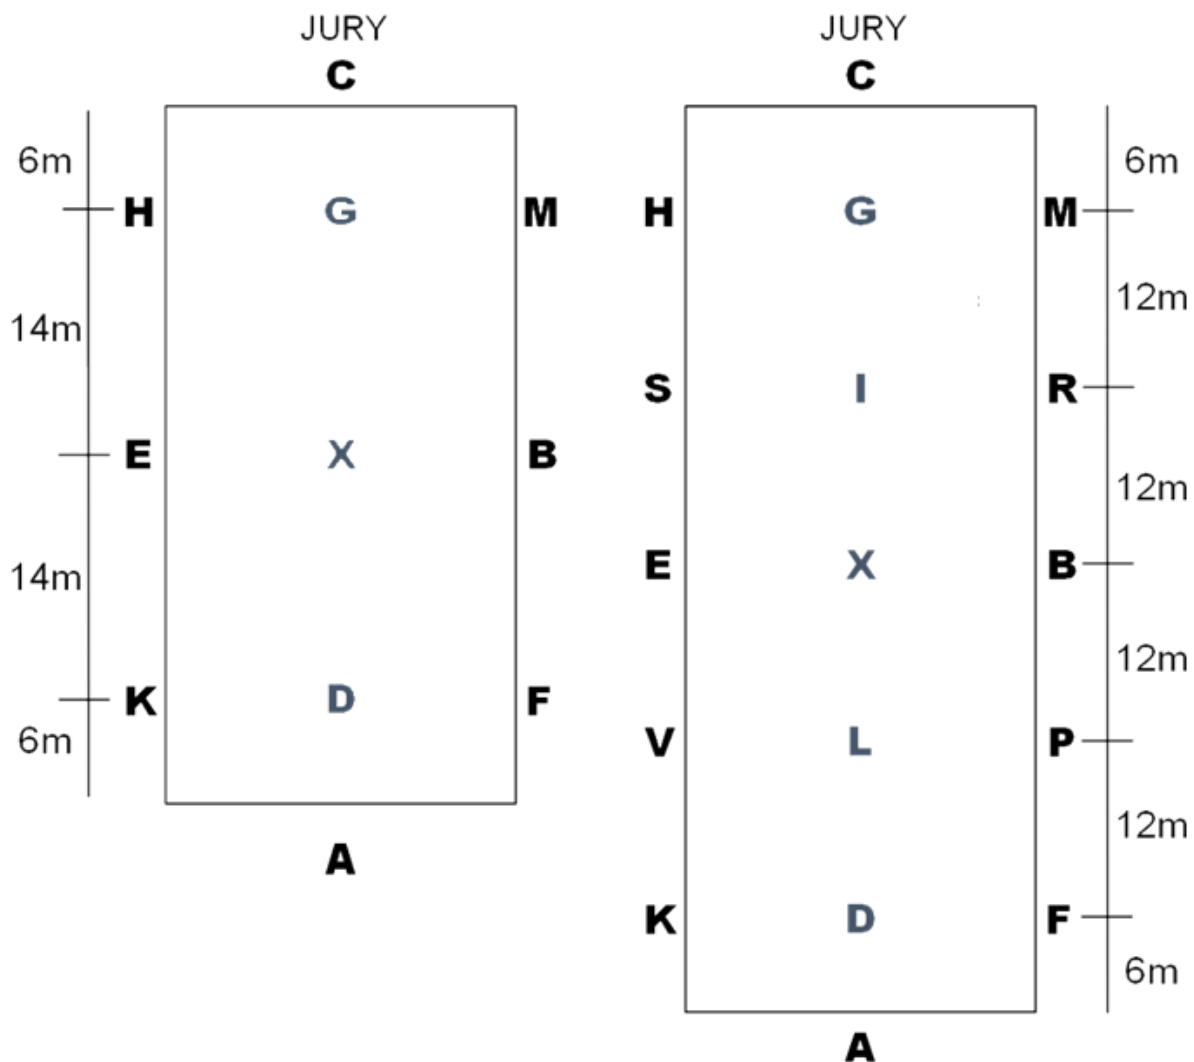 JURY JURY
C C
6m 6m
H G M H G M
12m
14m
S I R
E X B
12m
E X B
14m
12m
K D F
6m
V L P
12m
A
K D F
6m
A